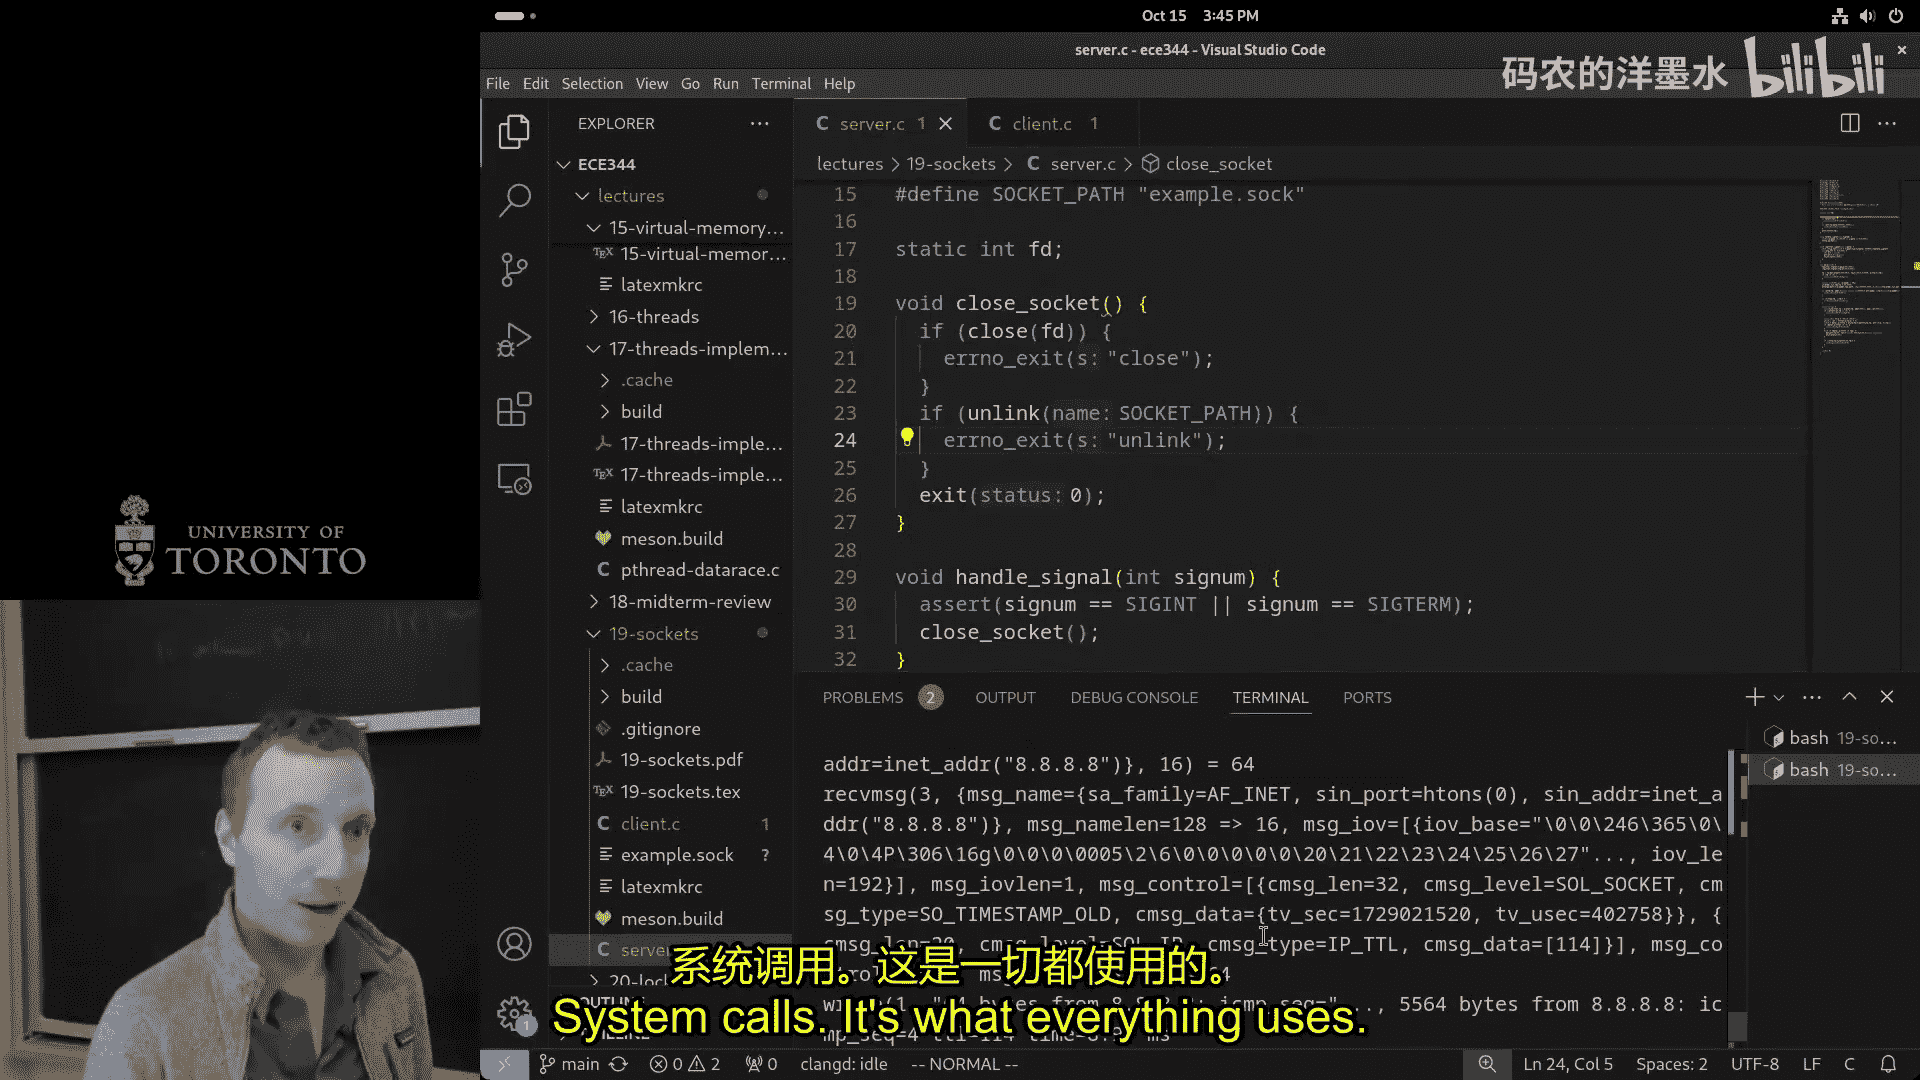 Oct 15 3:45 PM
server.c - ece344 - Visual Studio Code
码农的洋墨水 bilibili
File Edit Selection View Go Run Terminal Help
EXPLORER
ECE344
lectures
15-virtual-memory...
15-virtual-memor...
latexmkrc
16-threads
17-threads-implem...
.cache
build
17-threads-imple...
17-threads-imple...
latexmkrc
meson.build
pthread-datarace.c
18-midterm-review
19-sockets
.cache
build
.gitignore
19-sockets.pdf
19-sockets.tex
client.c 1
example.sock ?
latexmkrc
meson.build
server.c 1 client.c 1
lectures > 19-sockets > C server.c > close_socket
15 #define SOCKET_PATH "example.sock"
16
17 static int fd;
18
19 void close_socket() {
20 if (close(fd)) {
21 errno_exit(s: "close");
22 }
23 if (unlink(name: SOCKET_PATH)) {
24 errno_exit(s: "unlink");
25 }
26 exit(status: 0);
27 }
28
29 void handle_signal(int signum) {
30 assert(signum == SIGINT || signum == SIGTERM);
31 close_socket();
32 }
PROBLEMS 2 OUTPUT DEBUG CONSOLE TERMINAL PORTS
bash 19-so...
bash 19-so...
addr=inet_addr("8.8.8.8")}, 16) = 64
recvmsg(3, {msg_name={sa_family=AF_INET, sin_port=htons(0), sin_addr=inet_a
ddr("8.8.8.8")}, msg_namelen=128 => 16, msg_iov=[{iov_base="\0\0\246\365\0\
4\0\4P\306\16g\0\0\0\0005\2\6\0\0\0\0\0\20\21\22\23\24\25\26\27"..., iov_le
n=192}], msg_iovlen=1, msg_control=[{cmsg_len=32, cmsg_level=SOL_SOCKET, cm
sg_type=SO_TIMESTAMP_OLD, cmsg_data={tv_sec=1729021520, tv_usec=402758}}, {
cmsg_type=IP_TTL, cmsg_data=[114]}], msg_co
5564 bytes from 8.8.8.8: ic
系统调用。这是一切都使用的。
System calls. It's what everything uses.
UNIVERSITY OF
TORONTO
main 0 2 0 clangd: idle -- NORMAL -- Ln 24, Col 5 Spaces: 2 UTF-8 LF C